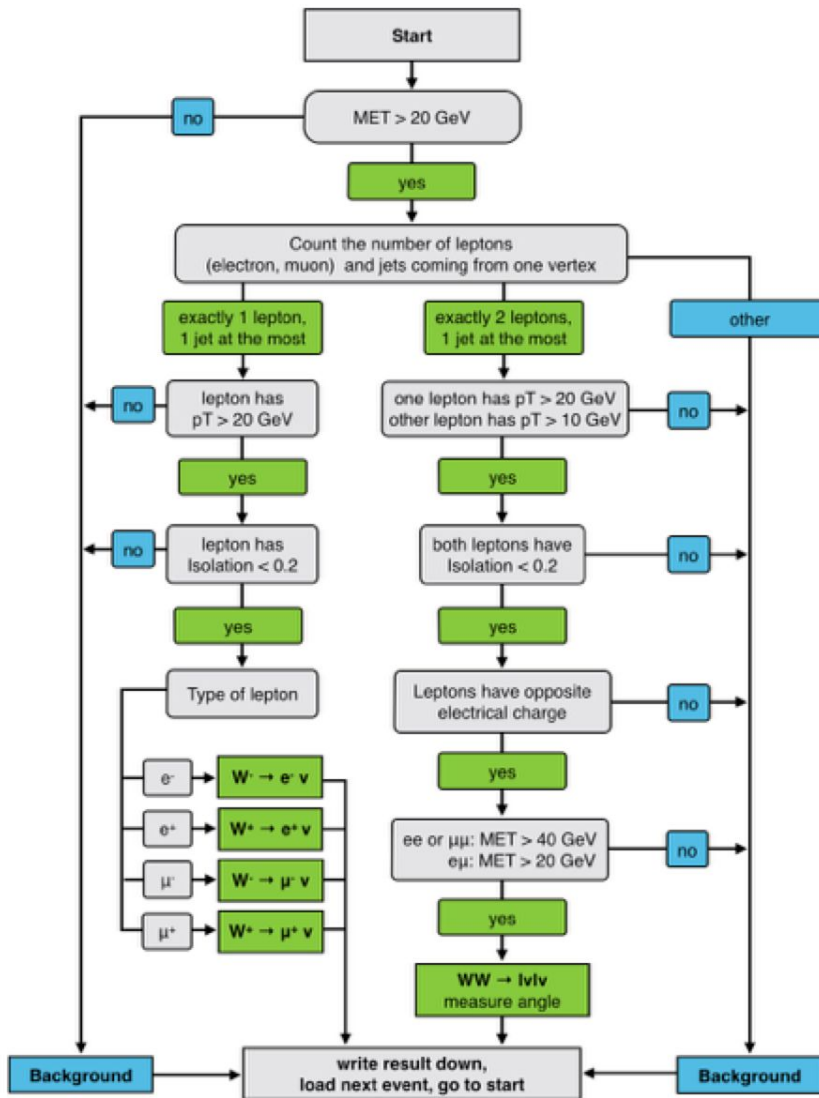 Start
no
MET > 20 GeV
yes
Count the number of leptons
(electron, muon) and jets coming from one vertex
exactly 1 lepton,
1 jet at the most
exactly 2 leptons,
1 jet at the most
other
no
lepton has
pT > 20 GeV
one lepton has pT > 20 GeV
other lepton has pT > 10 GeV
no
yes
yes
no
lepton has
Isolation < 0.2
both leptons have
Isolation < 0.2
no
yes
yes
Type of lepton
Leptons have opposite
electrical charge
no
e⁻
W⁻ → e⁻ ν
yes
e⁺
W⁺ → e⁺ ν
ee or μμ: MET > 40 GeV
eμ: MET > 20 GeV
no
μ⁻
W⁻ → μ⁻ ν
μ⁺
W⁺ → μ⁺ ν
yes
WW → lνlν
measure angle
Background
write result down,
load next event, go to start
Background